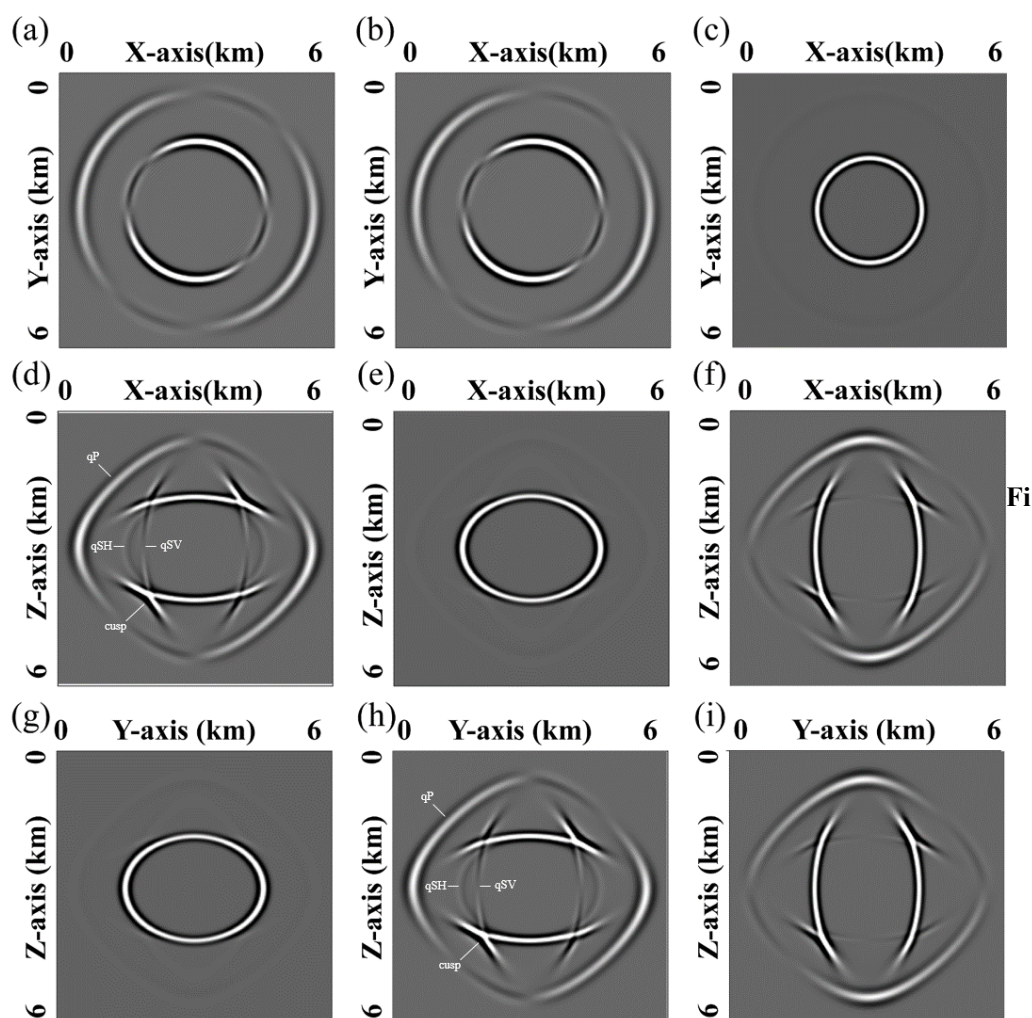 (a) (b) (c)
0 X-axis(km) 6 0 X-axis(km) 6 0 X-axis(km) 6
0 Y-axis (km) 6 0 Y-axis (km) 6 0 Y-axis (km) 6
(d) (e) (f)
0 X-axis(km) 6 0 X-axis(km) 6 0 X-axis(km) 6
0 Z-axis (km) 6 0 Z-axis (km) 6 0 Z-axis (km) 6
qP
qSH qSV
cusp
Fi
(g) (h) (i)
0 Y-axis (km) 6 0 Y-axis (km) 6 0 Y-axis (km) 6
0 Z-axis (km) 6 0 Z-axis (km) 6 0 Z-axis (km) 6
qP
qSH qSV
cusp